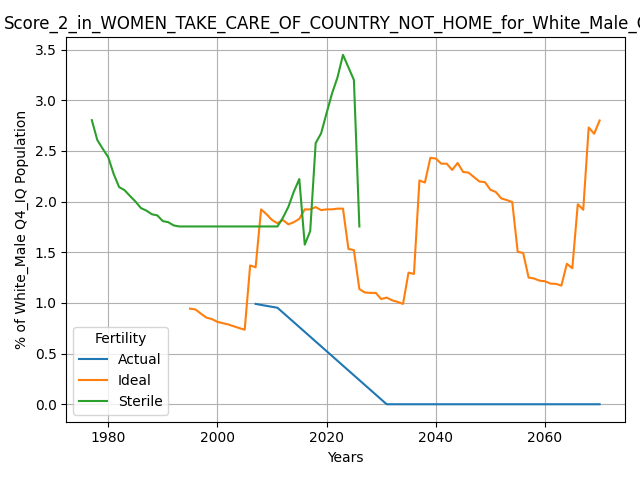 Score_2_in_WOMEN_TAKE_CARE_OF_COUNTRY_NOT_HOME_for_White_Male_
3.5
3.0
2.5
2.0
1.5
1.0
0.5
0.0
% of White_Male Q4_IQ Population
Fertility
Actual
Ideal
Sterile
1980 2000 2020 2040 2060
Years